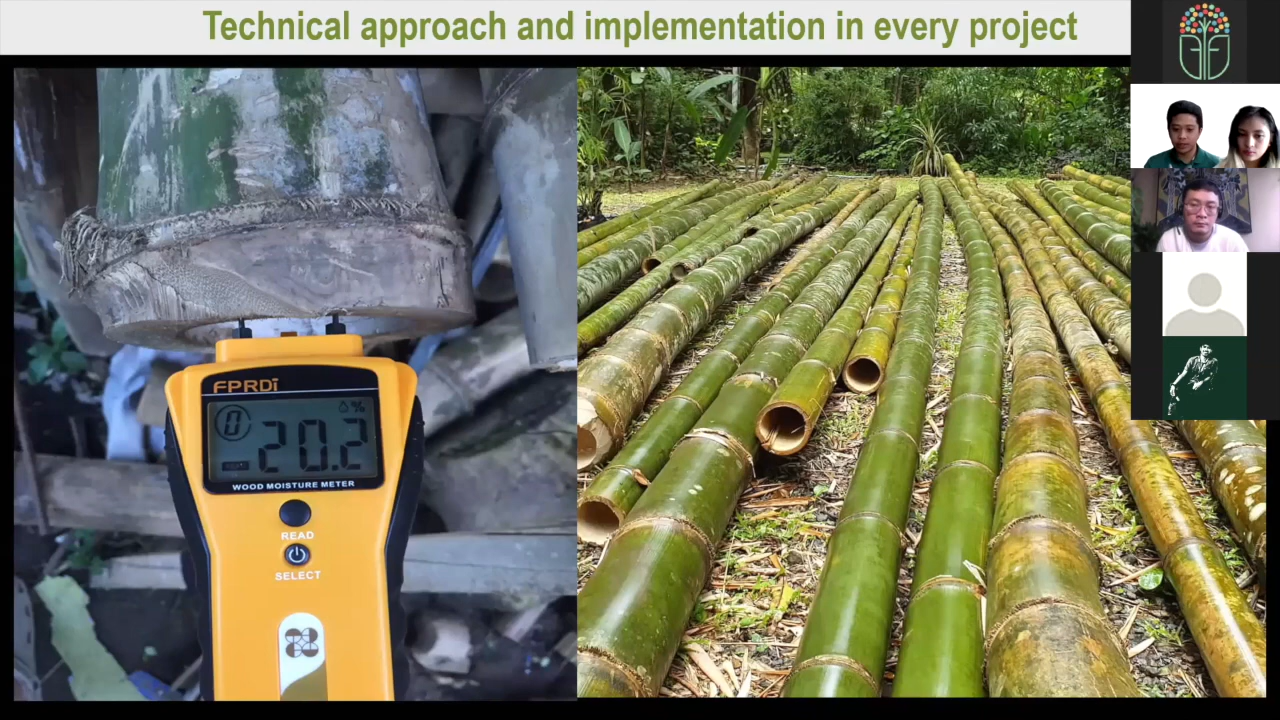 Technical approach and implementation in every project
FPRDi
0
%
20.2
WOOD MOISTURE METER
READ
SELECT